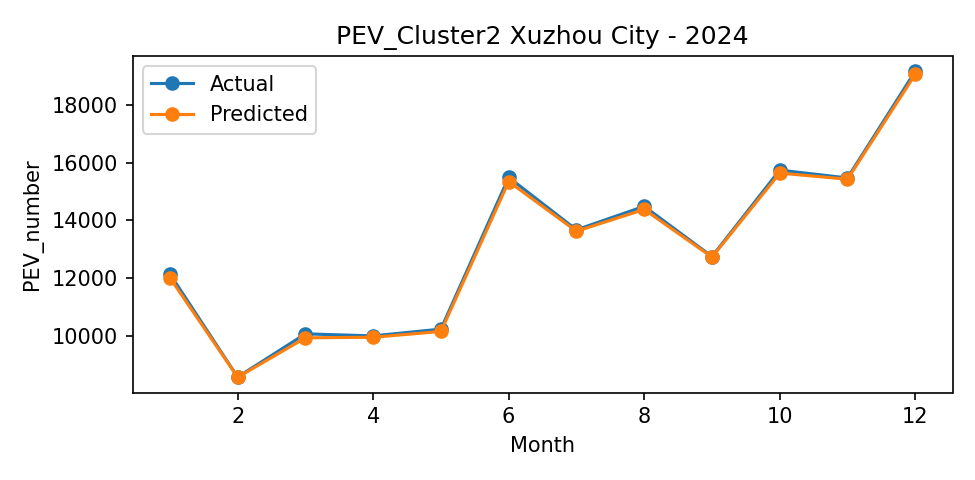 PEV_Cluster2 Xuzhou City - 2024
Actual
Predicted
PEV_number
18000
16000
14000
12000
10000
2 4 6 8 10 12
Month